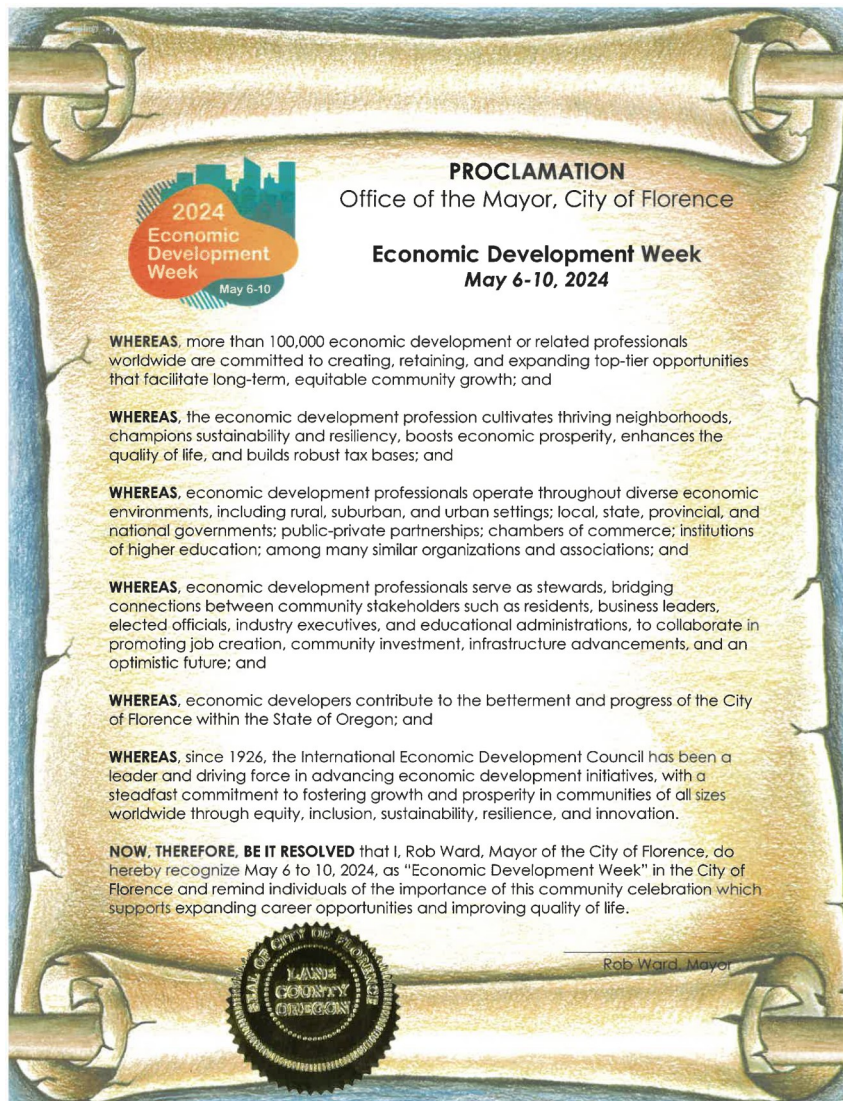 2024
Economic
Development
Week
May 6-10
PROCLAMATION
Office of the Mayor, City of Florence
Economic Development Week
May 6-10, 2024
WHEREAS, more than 100,000 economic development or related professionals
worldwide are committed to creating, retaining, and expanding top-tier opportunities
that facilitate long-term, equitable community growth; and
WHEREAS, the economic development profession cultivates thriving neighborhoods,
champions sustainability and resiliency, boosts economic prosperity, enhances the
quality of life, and builds robust tax bases; and
WHEREAS, economic development professionals operate throughout diverse economic
environments, including rural, suburban, and urban settings; local, state, provincial, and
national governments; public-private partnerships; chambers of commerce; institutions
of higher education; among many similar organizations and associations; and
WHEREAS, economic development professionals serve as stewards, bridging
connections between community stakeholders such as residents, business leaders,
elected officials, industry executives, and educational administrations, to collaborate in
promoting job creation, community investment, infrastructure advancements, and an
optimistic future; and
WHEREAS, economic developers contribute to the betterment and progress of the City
of Florence within the State of Oregon; and
WHEREAS, since 1926, the International Economic Development Council has been a
leader and driving force in advancing economic development initiatives, with a
steadfast commitment to fostering growth and prosperity in communities of all sizes
worldwide through equity, inclusion, sustainability, resilience, and innovation.
NOW, THEREFORE, BE IT RESOLVED that I, Rob Ward, Mayor of the City of Florence, do
hereby recognize May 6 to 10, 2024, as “Economic Development Week” in the City of
Florence and remind individuals of the importance of this community celebration which
supports expanding career opportunities and improving quality of life.
Rob Ward, Mayor
SEAL OF CITY OF FLORENCE
LANE
COUNTY
OREGON